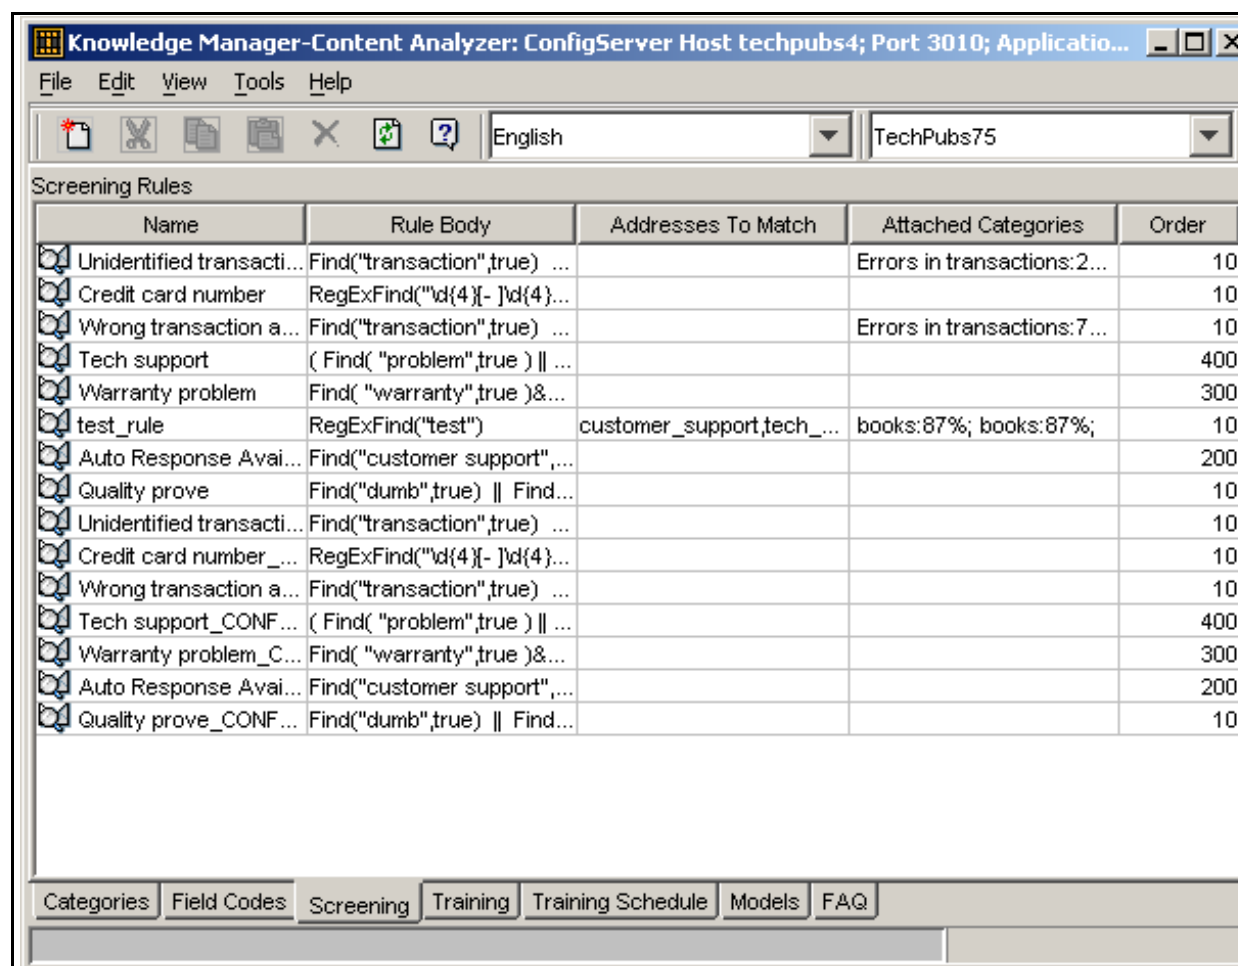 Knowledge Manager-Content Analyzer: ConfigServer Host techpubs4; Port 3010; Applicatio...
File Edit View Tools Help
English TechPubs75
Screening Rules
Name Rule Body Addresses To Match Attached Categories Order
Unidentified transacti... Find("transaction",true) ... Errors in transactions:2... 10
Credit card number RegExFind("\d{4}[- ]\d{4}... 10
Wrong transaction a... Find("transaction",true) ... Errors in transactions:7... 10
Tech support ( Find( "problem",true ) || ... 400
Warranty problem Find( "warranty",true )&... 300
test_rule RegExFind("test") customer_support,tech_... books:87%; books:87%; 10
Auto Response Avai... Find("customer support",... 200
Quality prove Find("dumb",true) || Find... 10
Unidentified transacti... Find("transaction",true) ... 10
Credit card number_... RegExFind("\d{4}[- ]\d{4}... 10
Wrong transaction a... Find("transaction",true) ... 10
Tech support_CONF... ( Find( "problem",true ) || ... 400
Warranty problem_C... Find( "warranty",true )&... 300
Auto Response Avai... Find("customer support",... 200
Quality prove_CONF... Find("dumb",true) || Find... 10
Categories Field Codes Screening Training Training Schedule Models FAQ